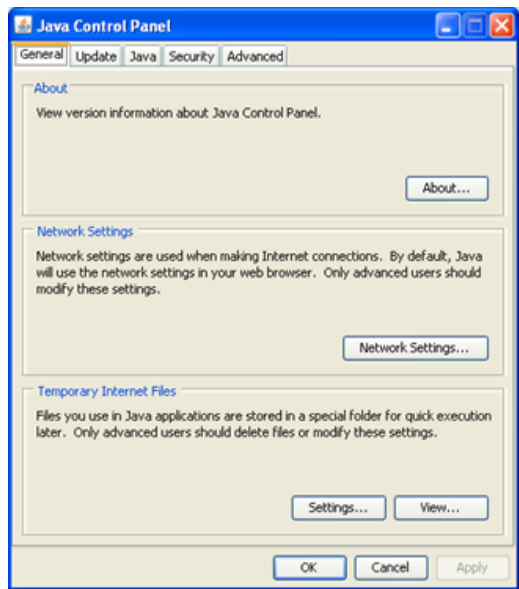 Java Control Panel
General Update Java Security Advanced
About
View version information about Java Control Panel.
About...
Network Settings
Network settings are used when making Internet connections. By default, Java
will use the network settings in your web browser. Only advanced users should
modify these settings.
Network Settings...
Temporary Internet Files
Files you use in Java applications are stored in a special folder for quick execution
later. Only advanced users should delete files or modify these settings.
Settings... View...
OK Cancel Apply